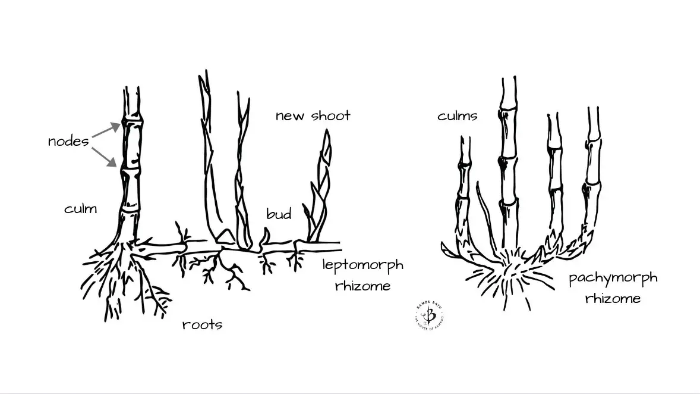 new shoot
culms
nodes
culm
bud
leptomorph
rhizome
pachymorph
rhizome
roots